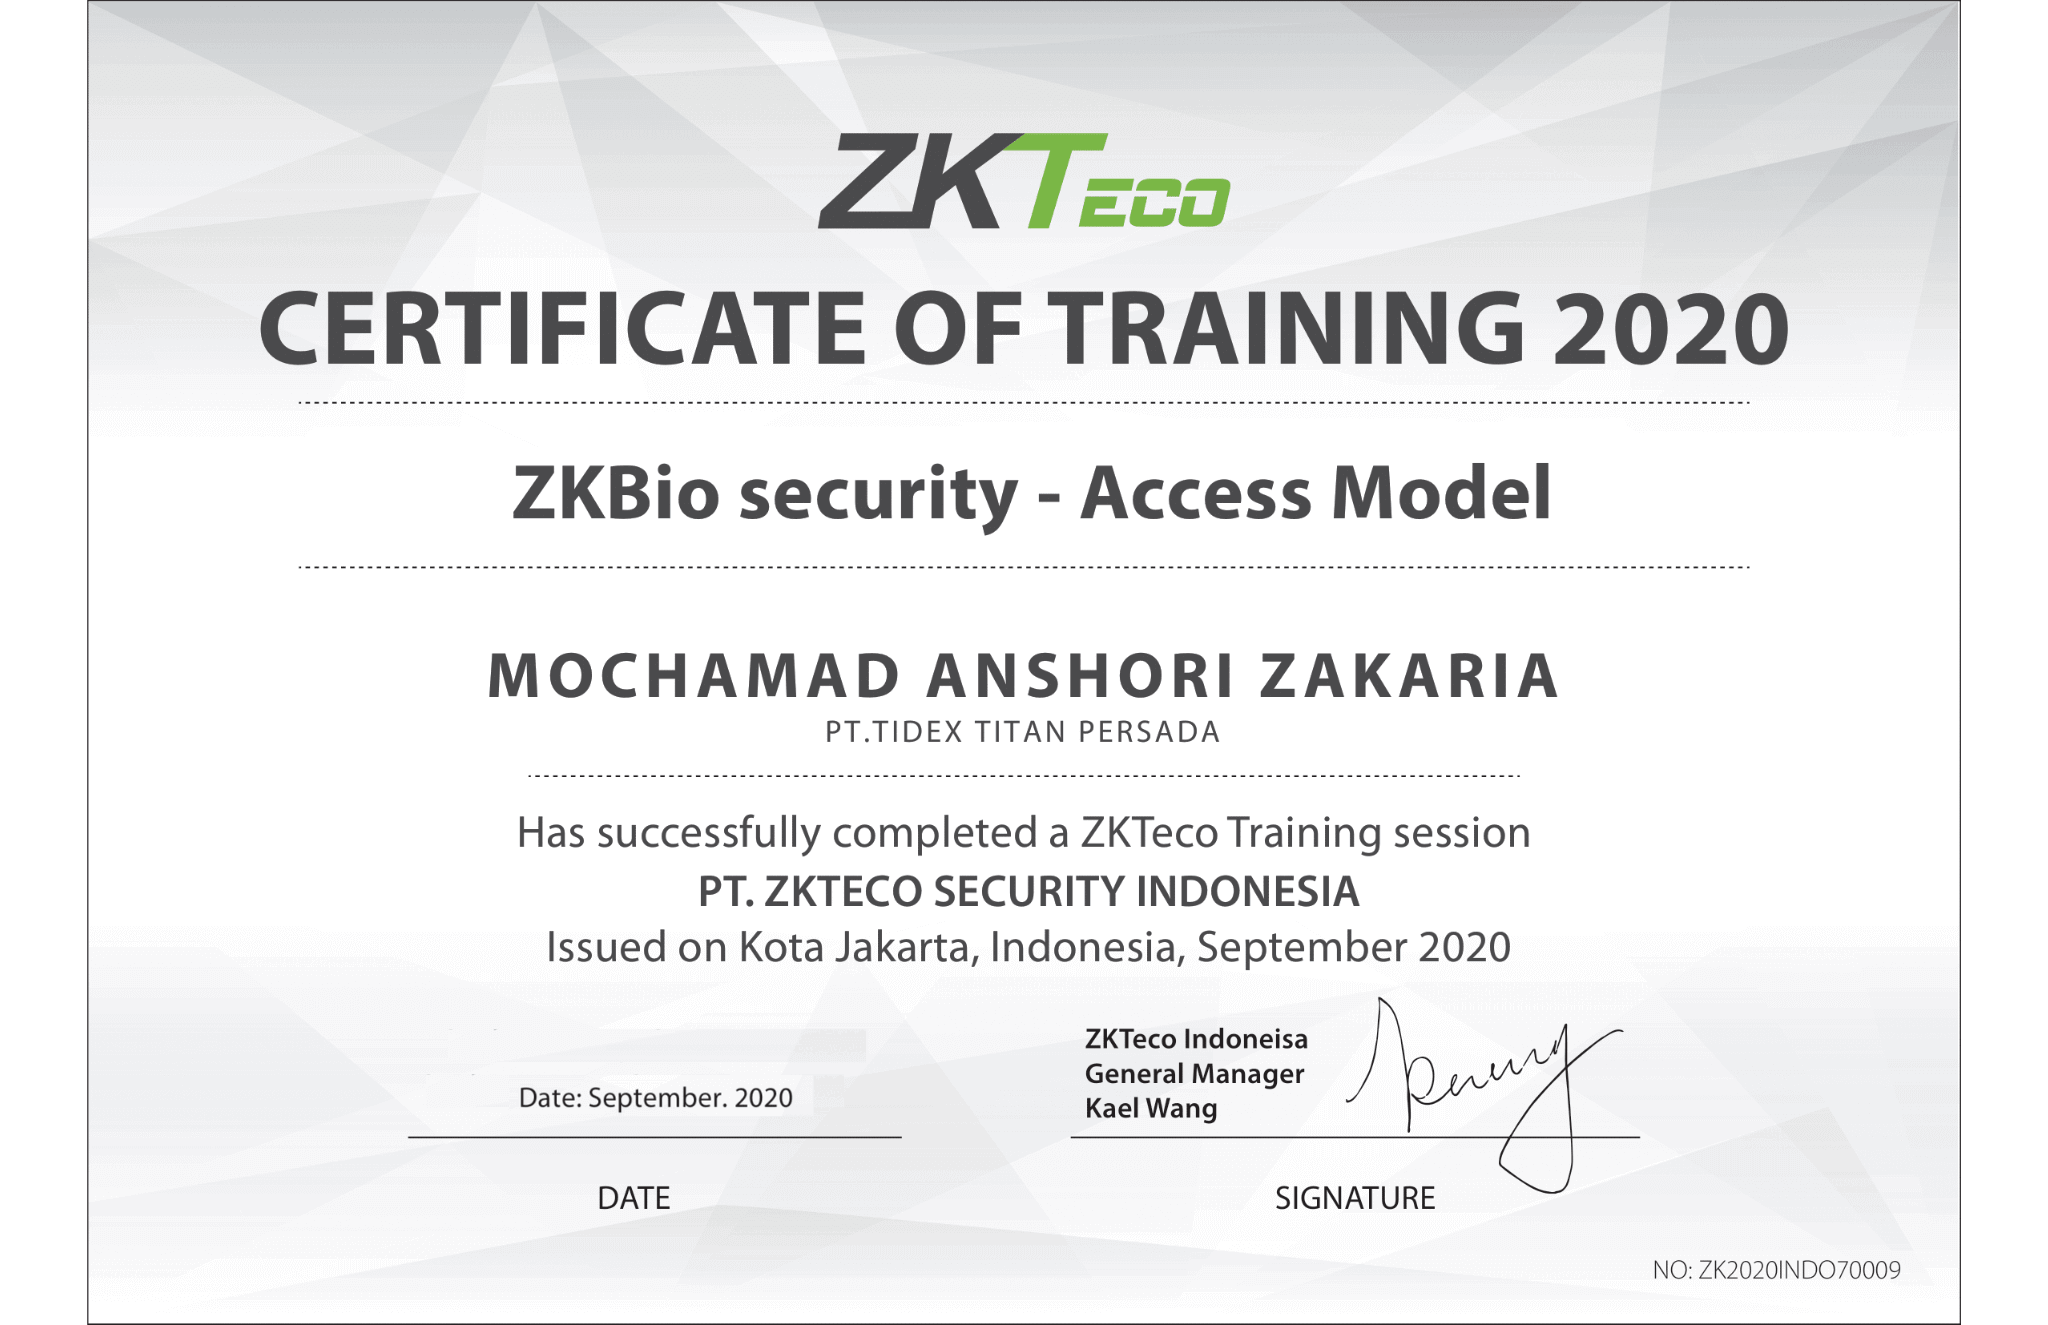 ZKTECO
CERTIFICATE OF TRAINING 2020
ZKBio security - Access Model
MOCHAMAD ANSHORI ZAKARIA
PT.TIDEX TITAN PERSADA
Has successfully completed a ZKTeco Training session
PT. ZKTECO SECURITY INDONESIA
Issued on Kota Jakarta, Indonesia, September 2020
Date: September. 2020
DATE
ZKTeco Indoneisa
General Manager
Kael Wang
SIGNATURE
NO: ZK2020INDO70009